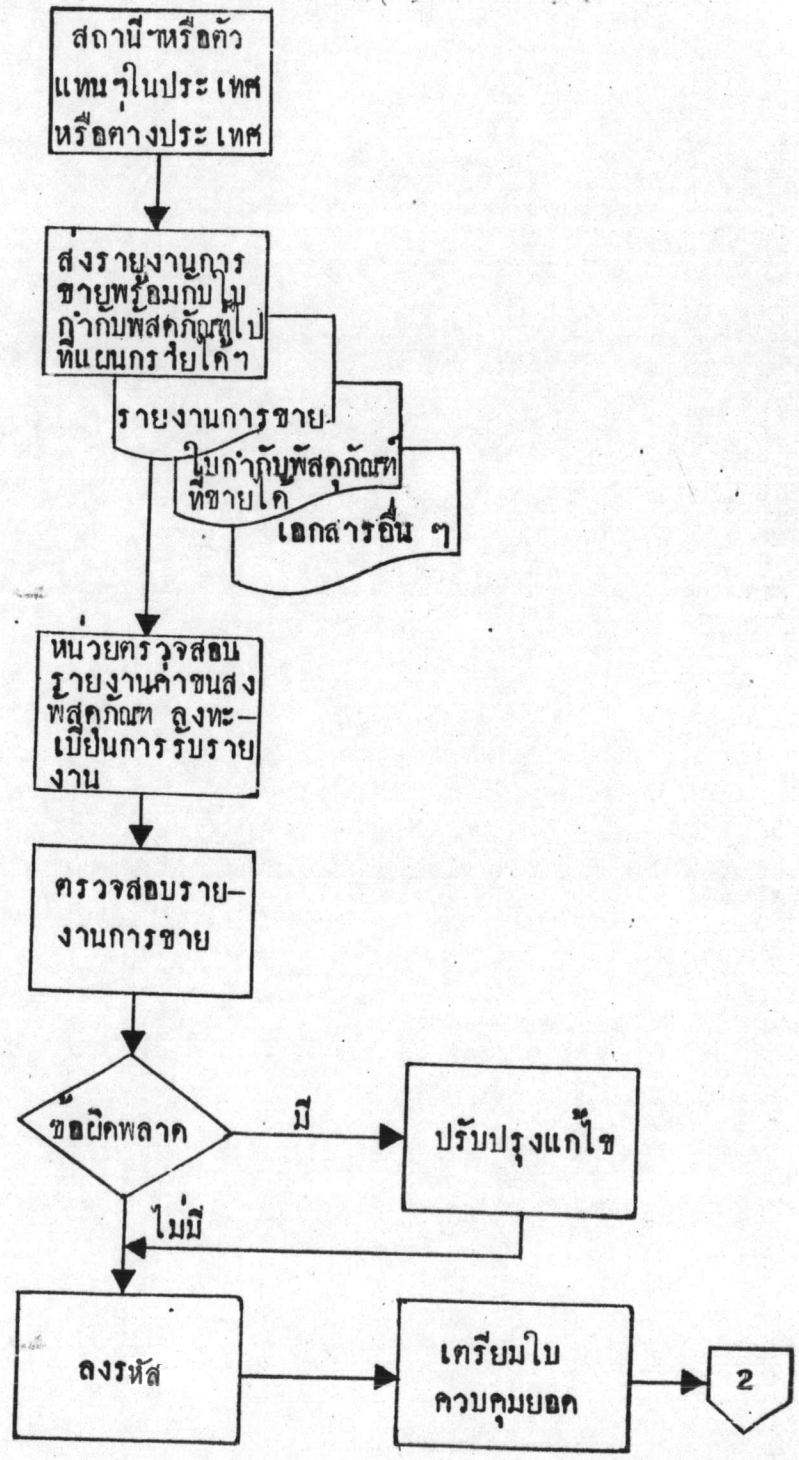 สถานีฯหรือตัว
แทนฯในประเทศ
หรือต่างประเทศ
ส่งรายงานการ
ขายพร้อมกับใบ
กำกับพัสดุภัณฑ์ไป
ที่แผนกรายได้ฯ
รายงานการขาย
ใบกำกับพัสดุภัณฑ์
ที่ขายได้
เอกสารอื่น ๆ
หน่วยตรวจสอบ
รายงานค่าขนส่ง
พัสดุภัณฑ์ ลงทะ-
เบียนการรับราย
งาน
ตรวจสอบราย-
งานการขาย
ข้อผิดพลาด
มี
ปรับปรุงแก้ไข
ไม่มี
ลงรหัส
เตรียมใบ
ควบคุมยอด
2